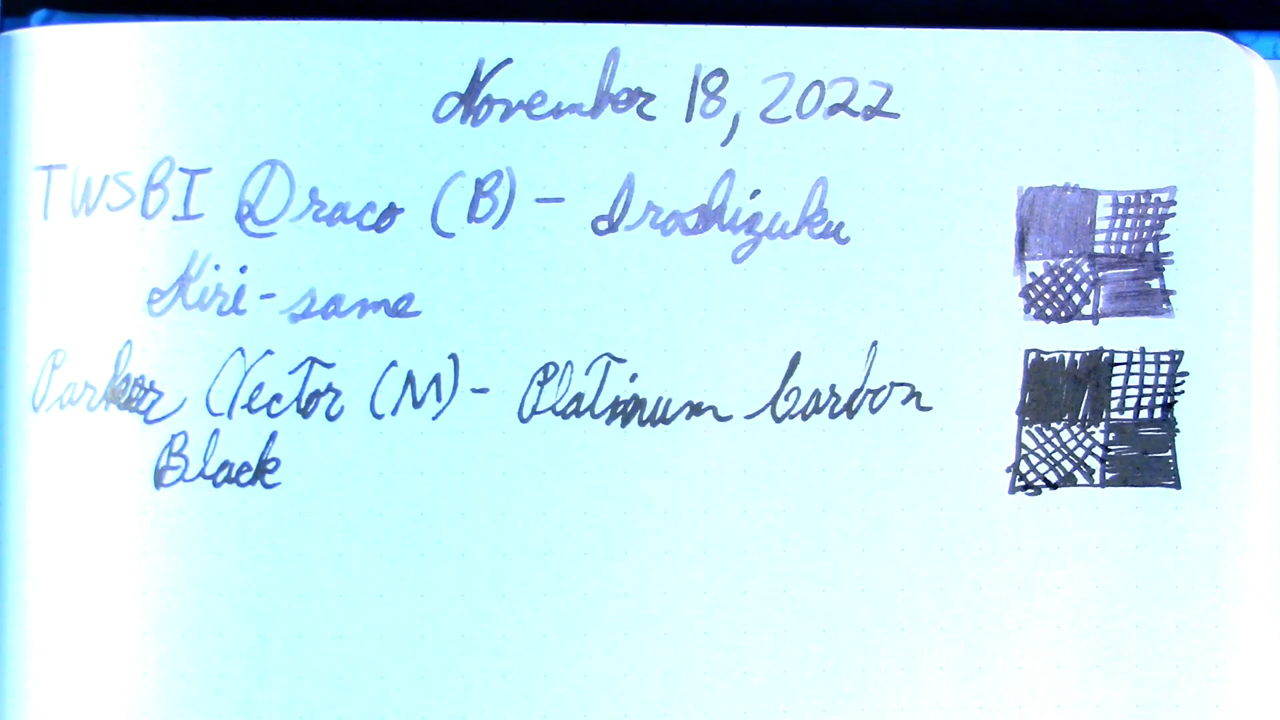 November 18, 2022
TWSBI Draco (B) - Iroshizuku
Kiri-same
Parker Vector (M) - Platinum Carbon
Black